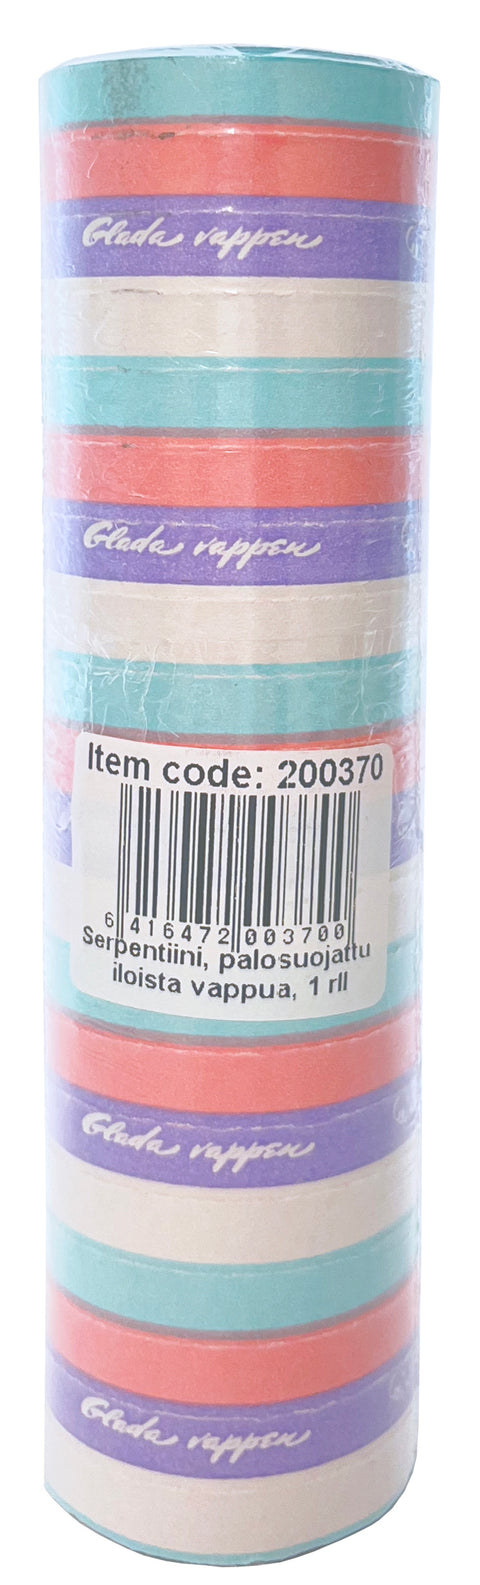 Glada vappen
Glada vappen
Item code: 200370
6 416472 003700
Serpentiini, palosuojattu
iloista vappua, 1 rll
Glada vappen
Glada vappen